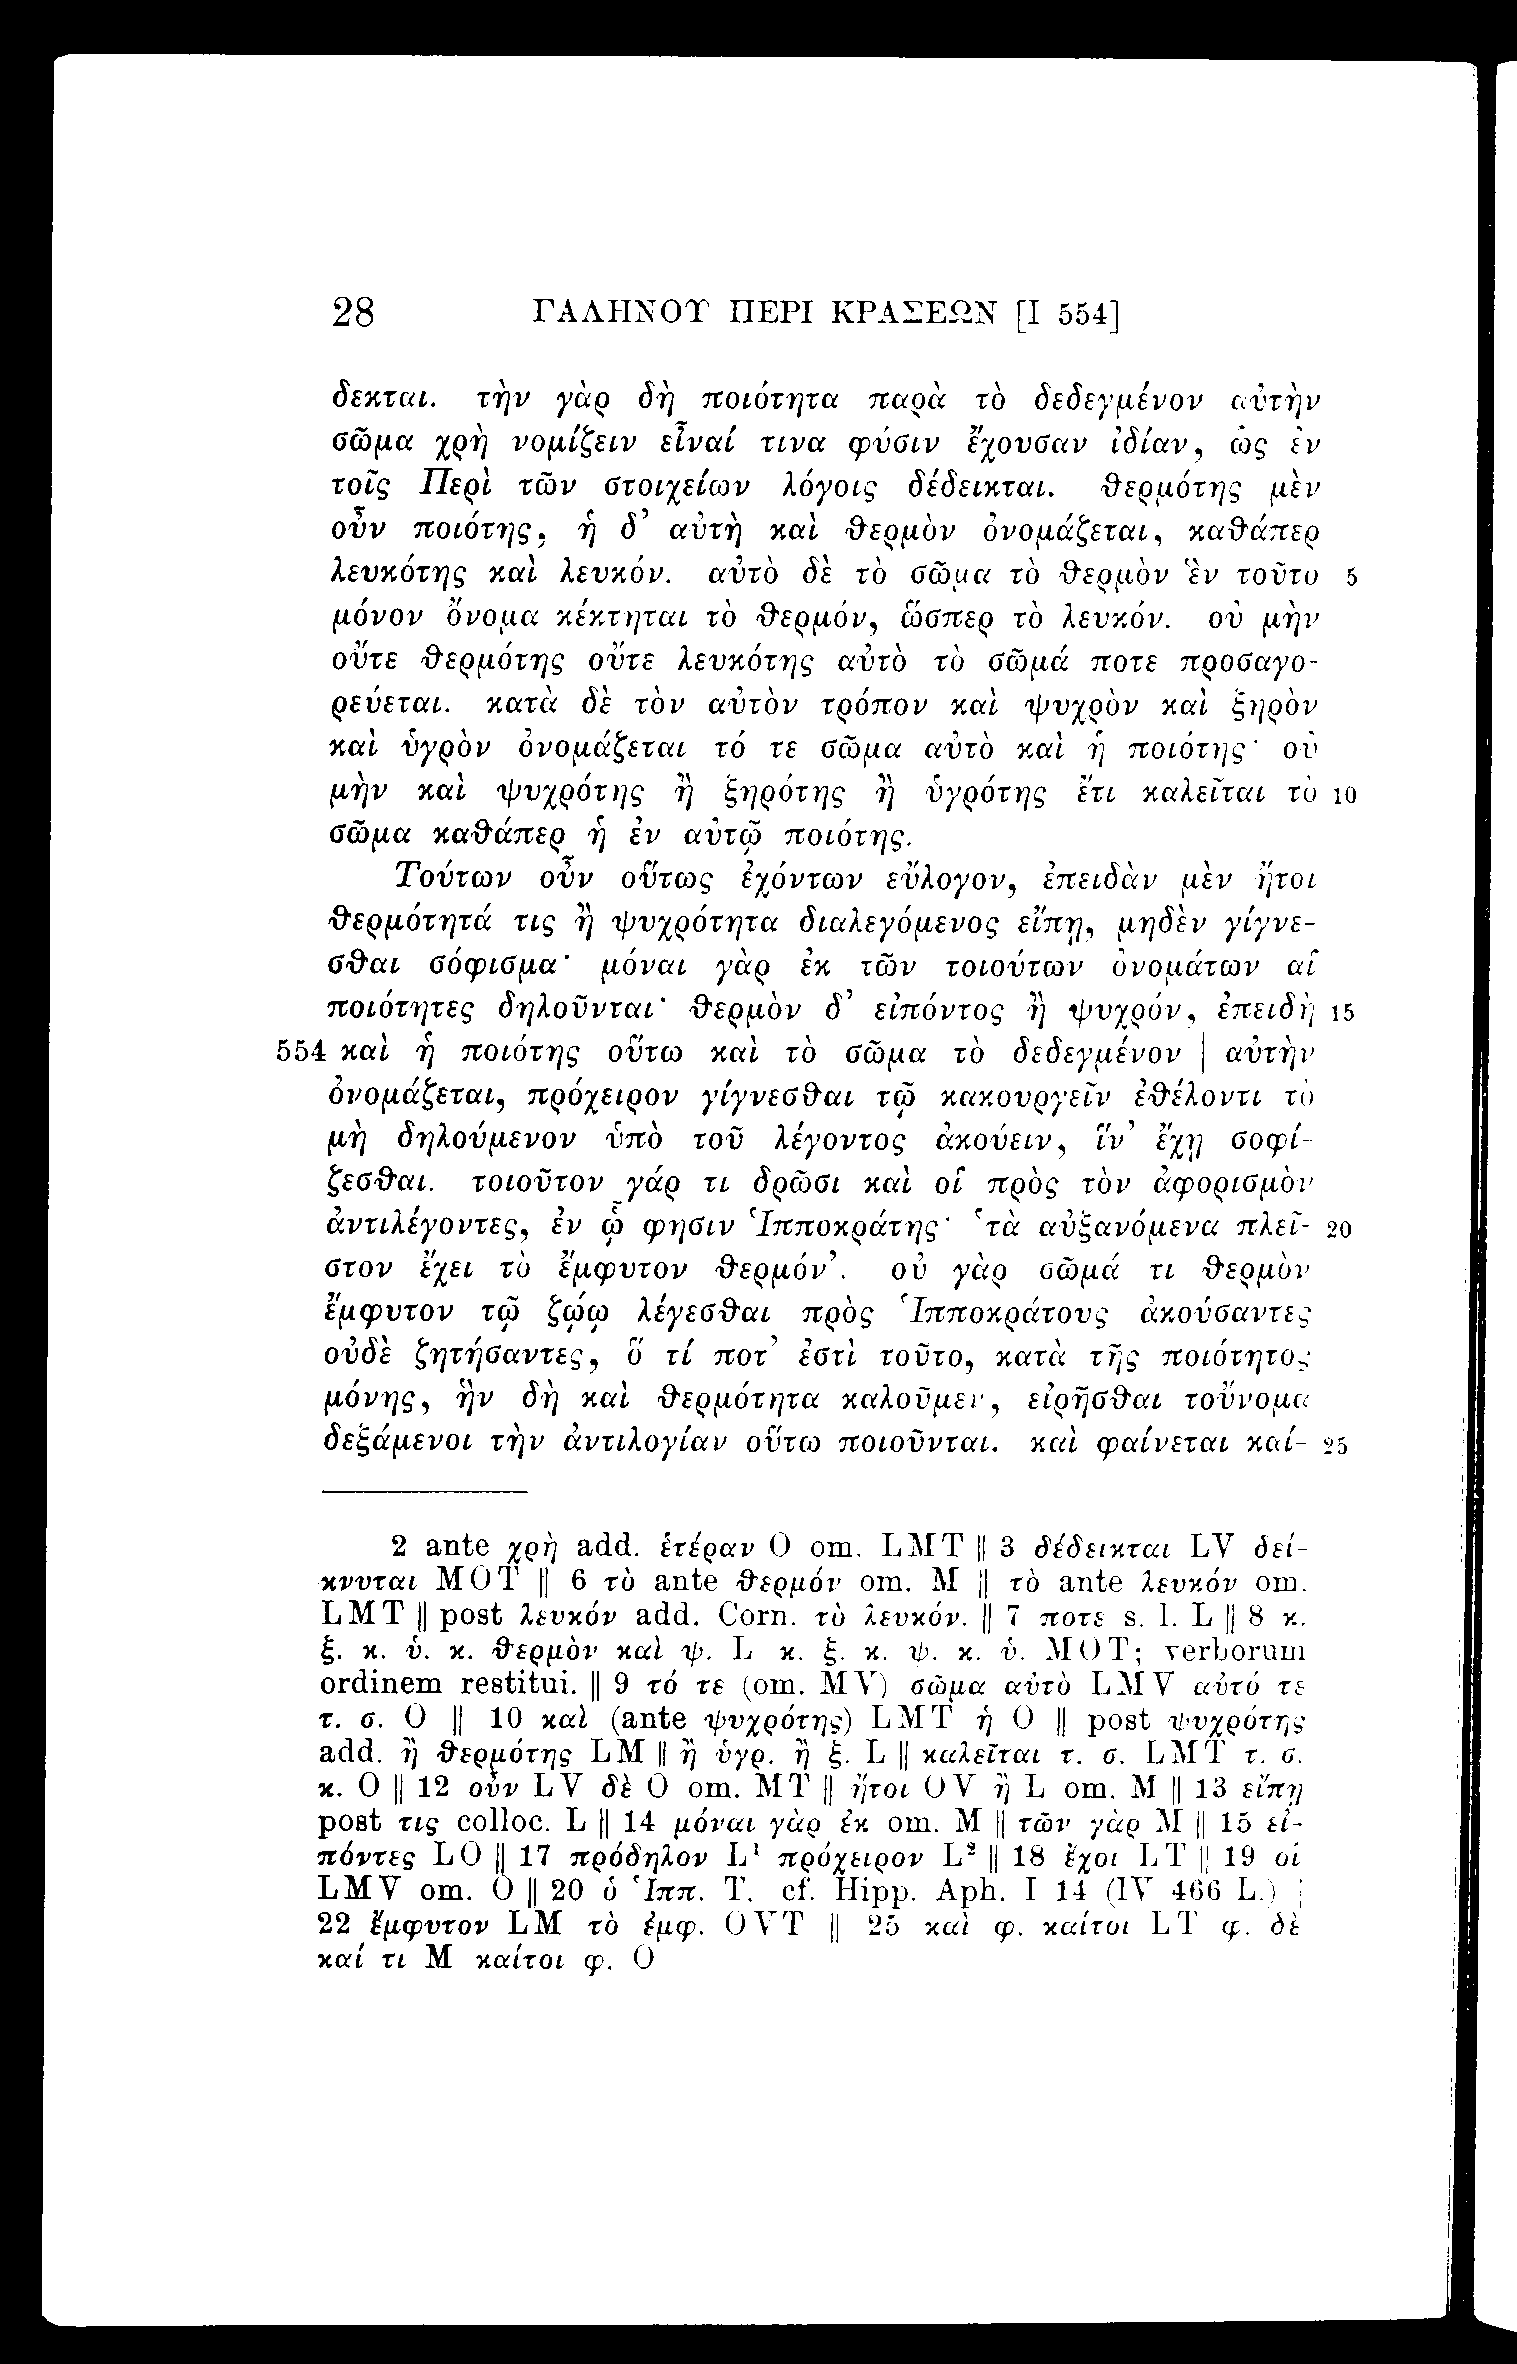 28 ΓΑΛΗΝΟΥ ΠΕΡΙ ΚΡΑΣΕΩΝ [I 554]
δεκται. τὴν γὰρ δὴ ποιότητα παρὰ τὸ δεδεγμένον αὐτὴν
σῶμα χρὴ νομίζειν εἶναί τινα φύσιν ἔχουσαν ἰδίαν, ὡς ἐν
τοῖς Περὶ τῶν στοιχείων λόγοις δέδεικται. θερμότης μὲν
οὖν ποιότης, ἡ δ’ αὐτὴ καὶ θερμὸν ὀνομάζεται, καθάπερ
λευκότης καὶ λευκόν. αὐτὸ δὲ τὸ σῶμα τὸ θερμὸν ἓν τοῦτο 5
μόνον ὄνομα κέκτηται τὸ θερμόν, ὥσπερ τὸ λευκόν. οὐ μὴν
οὔτε θερμότης οὔτε λευκότης αὐτὸ τὸ σῶμά ποτε προσαγο-
ρεύεται. κατὰ δὲ τὸν αὐτὸν τρόπον καὶ ψυχρὸν καὶ ξηρὸν
καὶ ὑγρὸν ὀνομάζεται τό τε σῶμα αὐτὸ καὶ ἡ ποιότης· οὐ
μὴν καὶ ψυχρότης ἢ ξηρότης ἢ ὑγρότης ἔτι καλεῖται τὸ 10
σῶμα καθάπερ ἡ ἐν αὐτῷ ποιότης.
Τούτων οὖν οὕτως ἐχόντων εὔλογον, ἐπειδὰν μὲν ἤτοι
θερμότητά τις ἢ ψυχρότητα διαλεγόμενος εἴπῃ, μηδὲν γίγνε-
σθαι σόφισμα· μόναι γὰρ ἐκ τῶν τοιούτων ὀνομάτων αἱ
ποιότητες δηλοῦνται· θερμὸν δ’ εἰπόντος ἢ ψυχρόν, ἐπειδὴ 15
554 καὶ ἡ ποιότης οὕτω καὶ τὸ σῶμα τὸ δεδεγμένον | αὐτὴν
ὀνομάζεται, πρόχειρον γίγνεσθαι τῷ κακουργεῖν ἐθέλοντι τὸ
μὴ δηλούμενον ὑπὸ τοῦ λέγοντος ἀκούειν, ἵν’ ἔχῃ σοφί-
ζεσθαι. τοιοῦτον γάρ τι δρῶσι καὶ οἱ πρὸς τὸν ἀφορισμὸν
ἀντιλέγοντες, ἐν ᾧ φησιν Ἱπποκράτης· ‘τὰ αὐξανόμενα πλεῖ- 20
στον ἔχει τὸ ἔμφυτον θερμόν’. οὐ γὰρ σῶμά τι θερμὸν
ἔμφυτον τῷ ζῴῳ λέγεσθαι πρὸς Ἱπποκράτους ἀκούσαντες
οὐδὲ ζητήσαντες, ὅ τί ποτ’ ἐστὶ τοῦτο, κατὰ τῆς ποιότητος
μόνης, ἣν δὴ καὶ θερμότητα καλοῦμεν, εἰρῆσθαι τοὔνομα
δεξάμενοι τὴν ἀντιλογίαν οὕτω ποιοῦνται. καὶ φαίνεται καί- 25
2 ante χρὴ add. ἑτέραν O om. LMT || 3 δέδεικται LV δεί-
κνυται MOT || 6 τὸ ante θερμόν om. M || τὸ ante λευκόν om.
LMT || post λευκόν add. Corn. τὸ λευκόν. || 7 ποτε s. l. L || 8 κ.
ξ. κ. ὑ. κ. θερμὸν καὶ ψ. L κ. ξ. κ. ψ. κ. ὑ. MOT; verborum
ordinem restitui. || 9 τό τε (om. MV) σῶμα αὐτὸ LMV αὐτό τε
τ. σ. O || 10 καὶ (ante ψυχρότης) LMT ἡ O || post ψυχρότης
add. ἢ θερμότης LM || ἢ ὑγρ. ἢ ξ. L || καλεῖται τ. σ. LMT τ. σ.
κ. O || 12 οὖν LV δὲ O om. MT || ἤτοι OV ἢ L om. M || 13 εἴπῃ
post τις colloc. L || 14 μόναι γὰρ ἐκ om. M || τῶν γὰρ M || 15 εἰ-
πόντες LO || 17 πρόδηλον L¹ πρόχειρον L² || 18 ἔχοι LT || 19 οἱ
LMV om. O || 20 ὁ Ἱππ. T. cf. Hipp. Aph. I 14 (IV 466 L.) |
22 ἔμφυτον LM τὸ ἐμφ. OVT || 25 καὶ φ. καίτοι LT φ. δὲ
καί τι M καίτοι φ. O